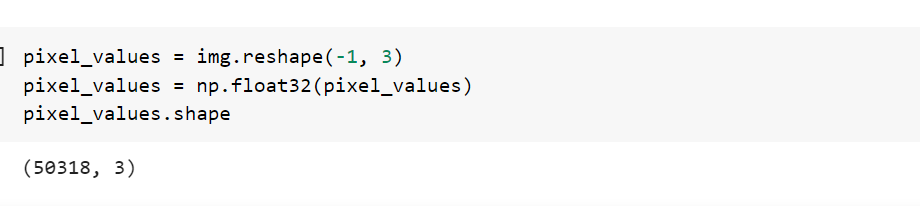 ] pixel_values = img.reshape(-1, 3)
pixel_values = np.float32(pixel_values)
pixel_values.shape
(50318, 3)